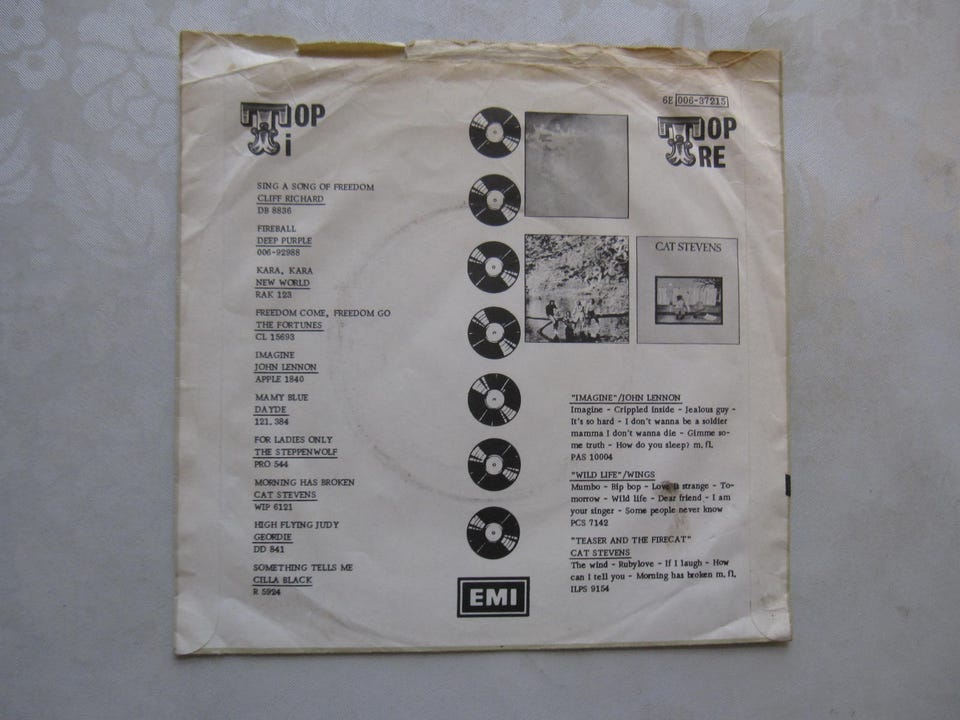 TOP
Ti
SING A SONG OF FREEDOM
CLIFF RICHARD
DB 8836
FIREBALL
DEEP PURPLE
006-92988
KARA, KARA
NEW WORLD
RAK 123
FREEDOM COME, FREEDOM GO
THE FORTUNES
CL 15693
IMAGINE
JOHN LENNON
APPLE 1840
MAMY BLUE
DAYDE
121.384
FOR LADIES ONLY
THE STEPPENWOLF
PRO 544
MORNING HAS BROKEN
CAT STEVENS
WIP 6121
HIGH FLYING JUDY
GEORDIE
DD 841
SOMETHING TELLS ME
CILLA BLACK
R 5924
EMI
6E 006-37215
TOP
TRE
CAT STEVENS
"IMAGINE"/JOHN LENNON
Imagine - Crippled inside - Jealous guy -
It's so hard - I don't wanna be a soldier
mamma I don't wanna die - Gimme so-
me truth - How do you sleep? m. fl.
PAS 10004
"WILD LIFE"/WINGS
Mumbo - Bip bop - Love is strange - To-
morrow - Wild life - Dear friend - I am
your singer - Some people never know
PCS 7142
"TEASER AND THE FIRECAT"
CAT STEVENS
The wind - Rubylove - If I laugh - How
can I tell you - Morning has broken m. fl.
ILPS 9154